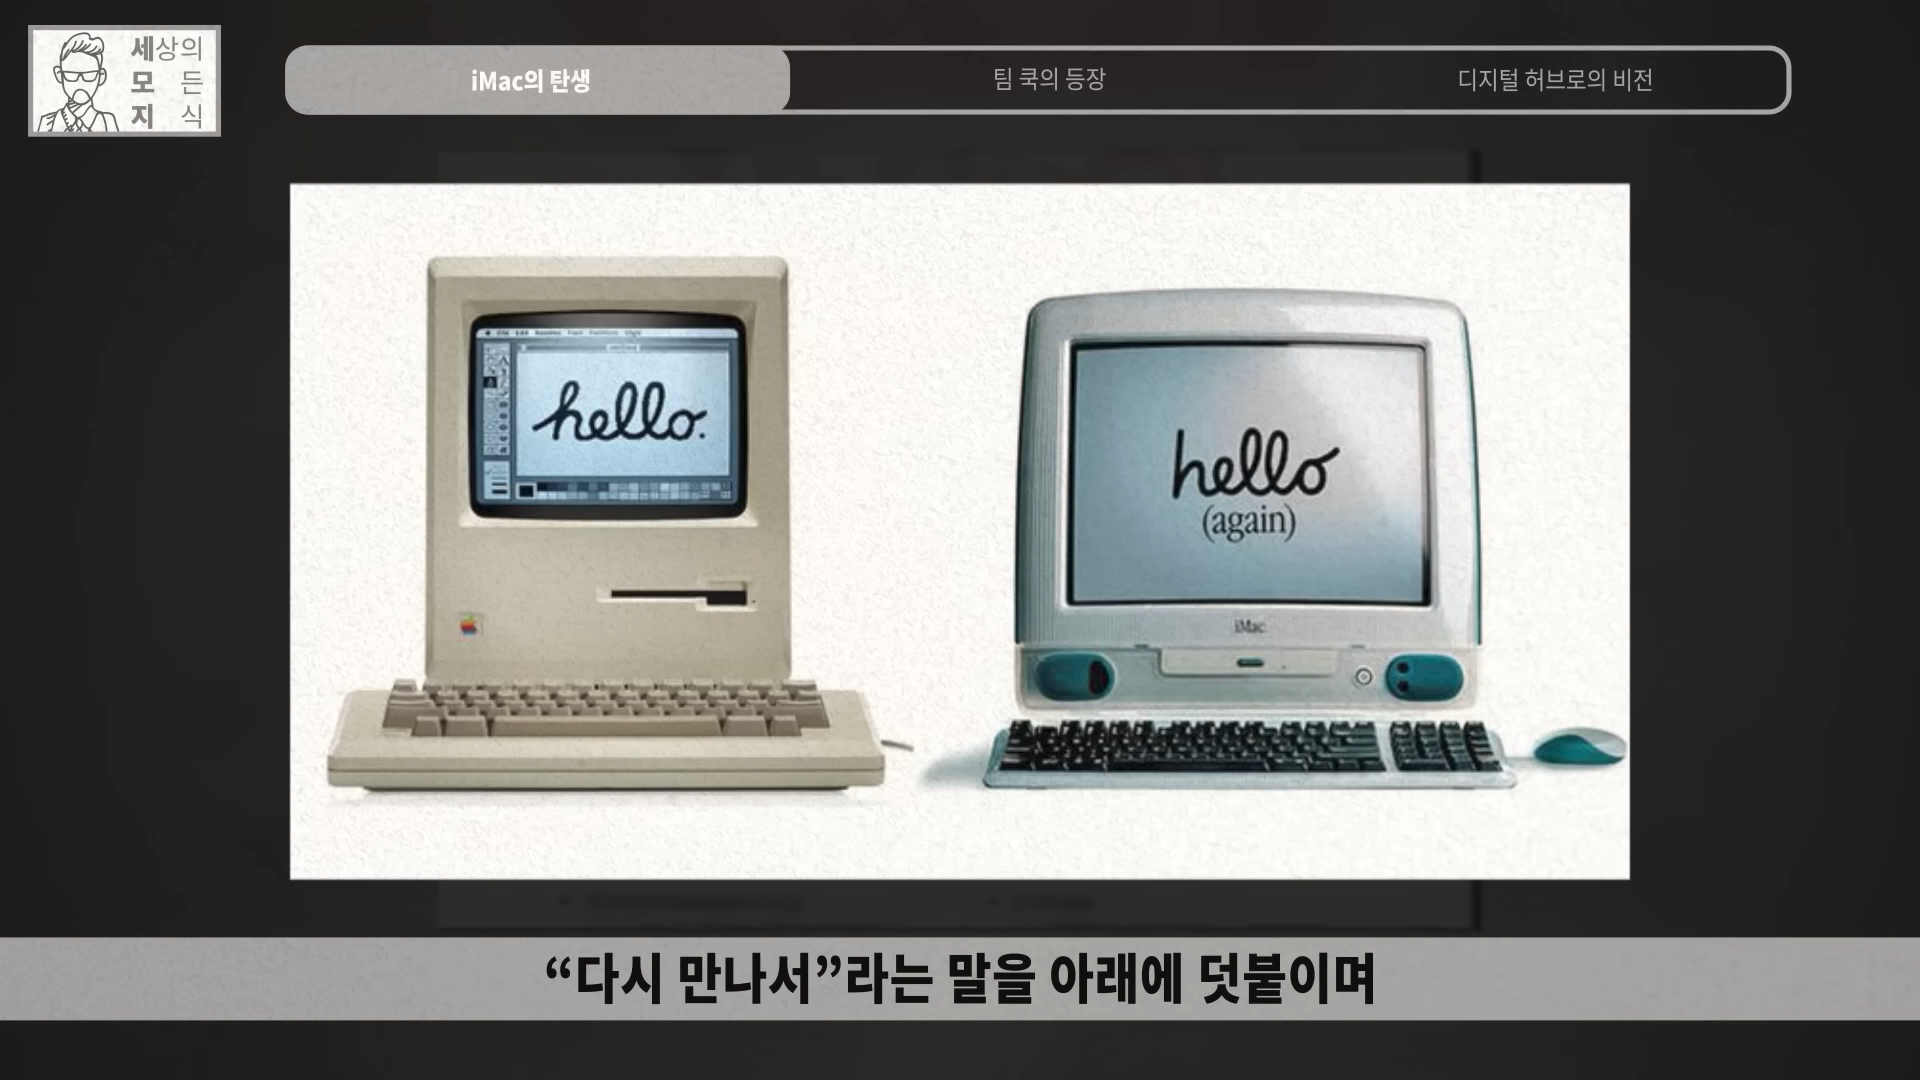 세상의
모든
지식
iMac의 탄생
팀 쿡의 등장
디지털 허브로의 비전
hello.
hello
(again)
iMac
“다시 만나서”라는 말을 아래에 덧붙이며